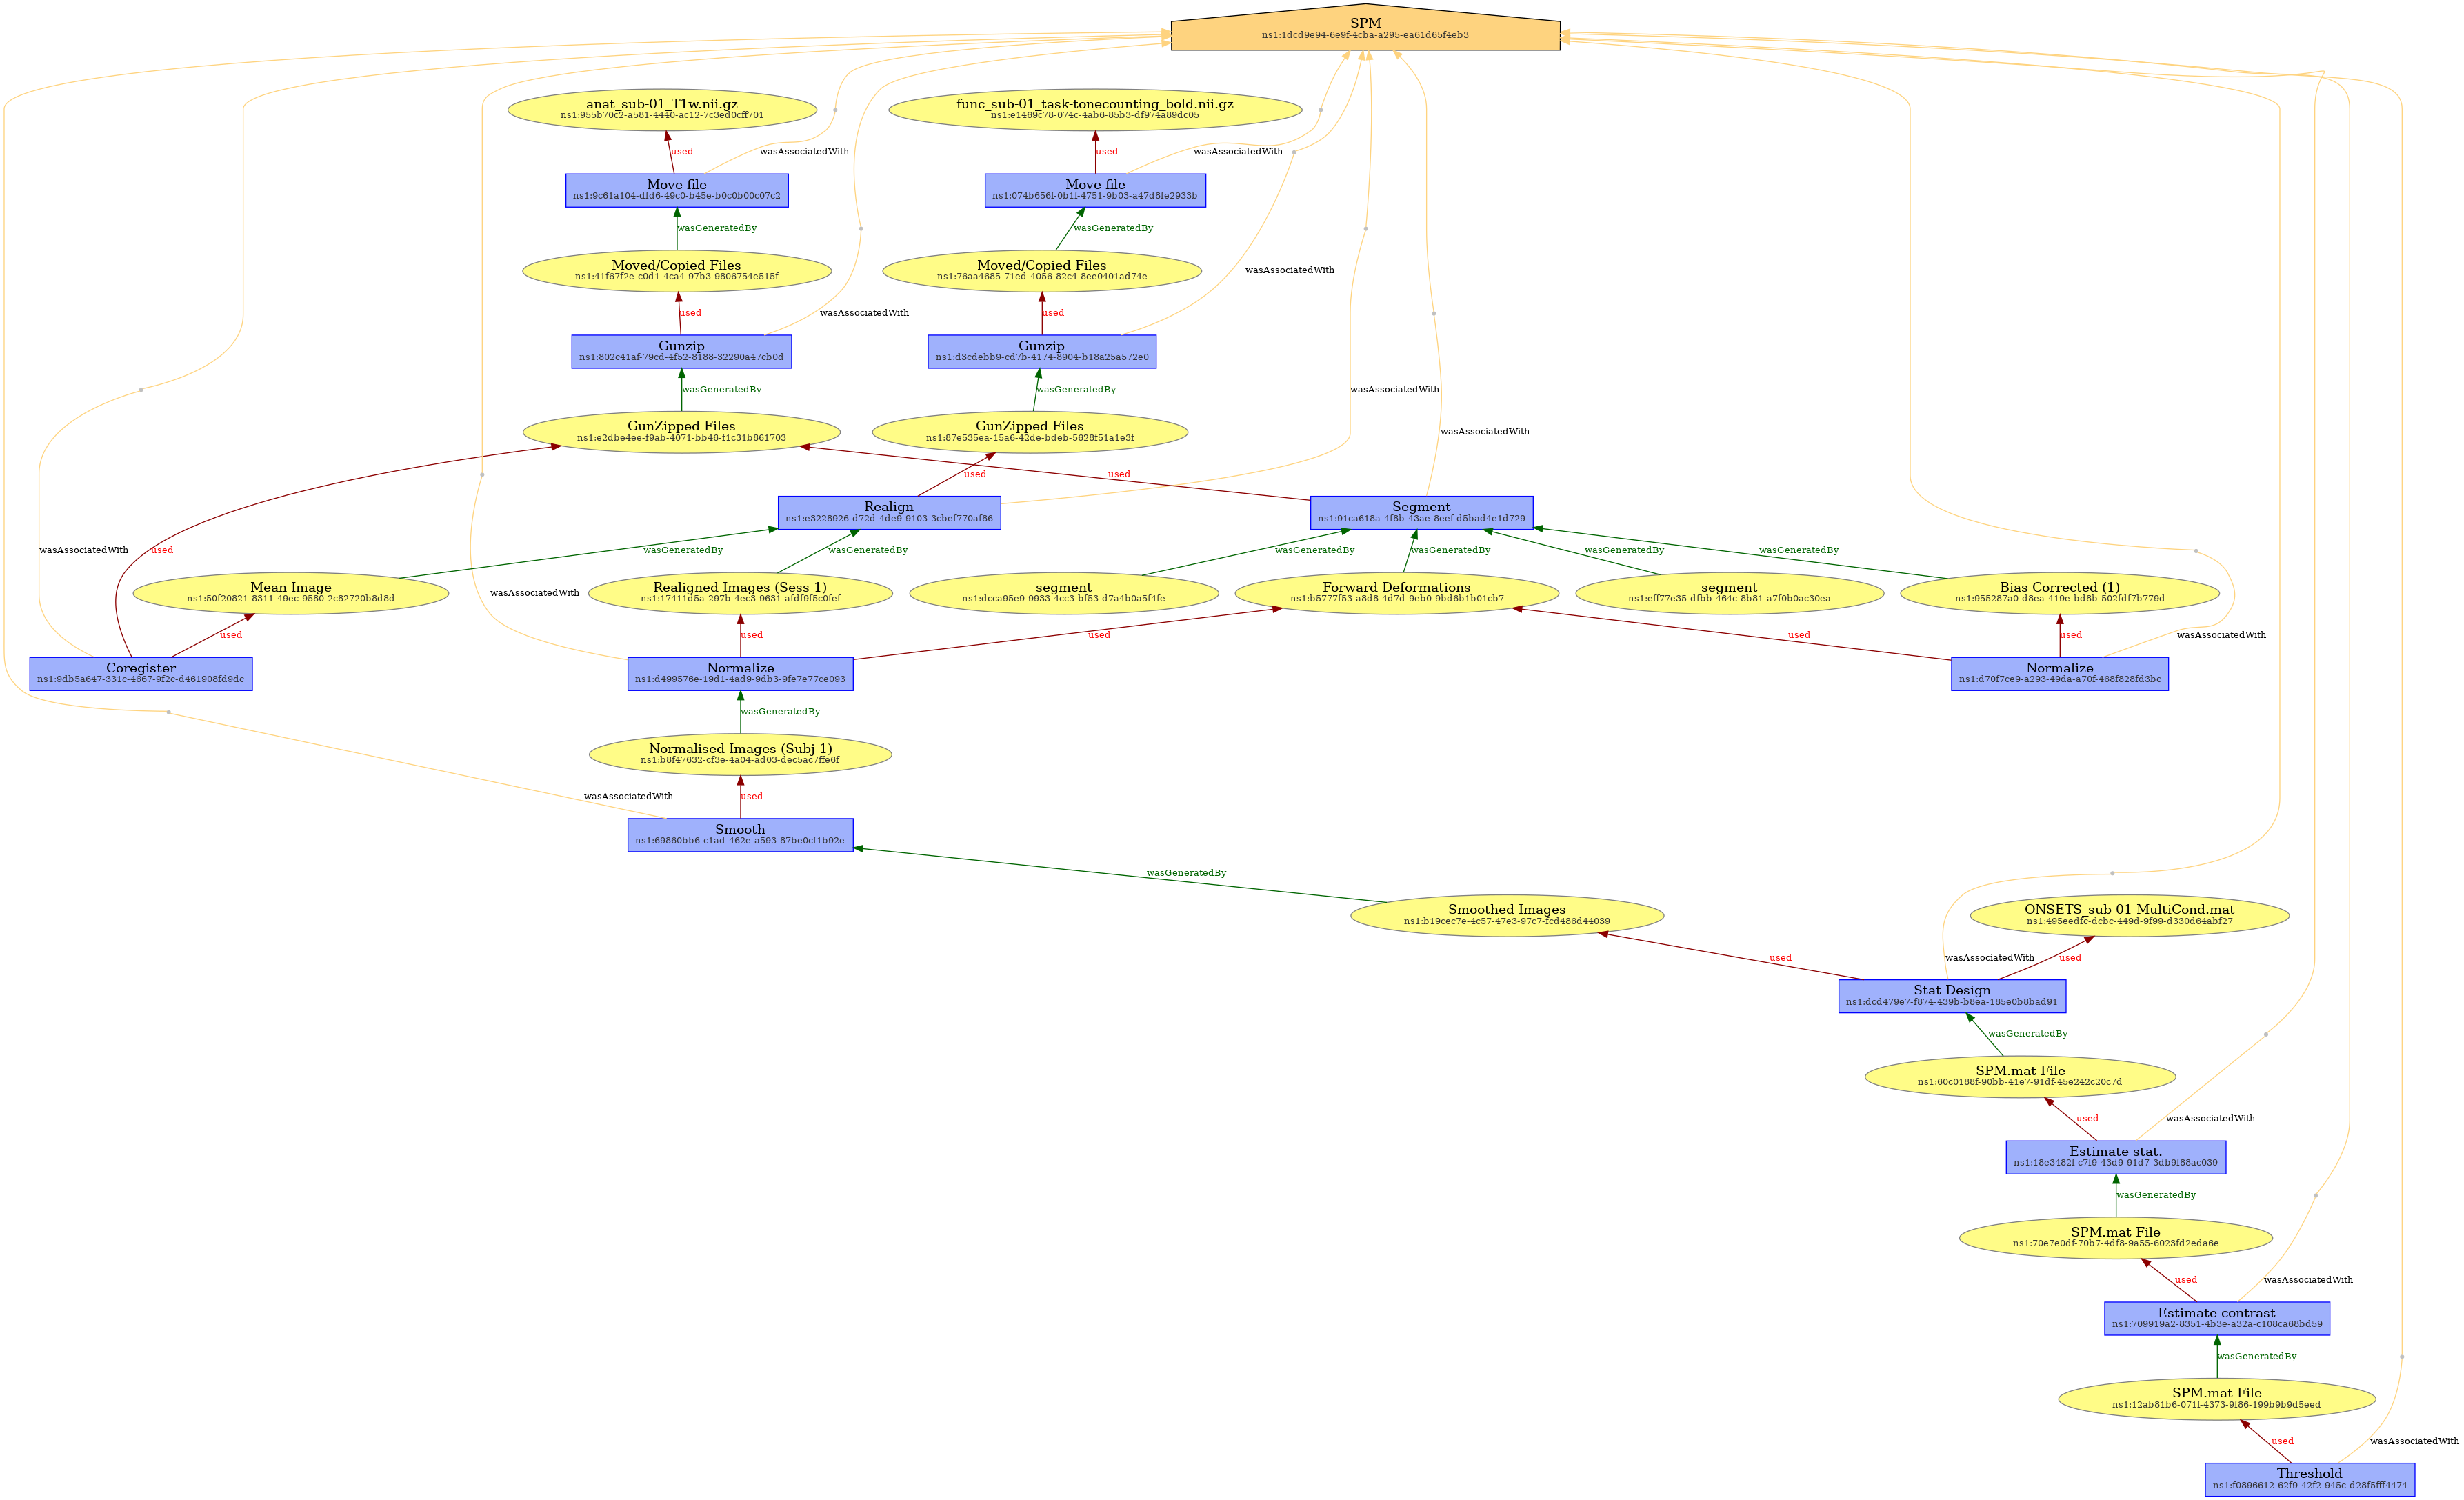 SPM
ns1:1dcd9e94-6e9f-4cba-a295-ea61d65f4eb3
anat_sub-01_T1w.nii.gz
ns1:955b70c2-a581-4440-ac12-7c3ed0cff701
func_sub-01_task-tonecounting_bold.nii.gz
ns1:e1469c78-074c-4ab6-85b3-df974a89dc05
used
wasAssociatedWith
used
wasAssociatedWith
Move file
ns1:9c61a104-dfd6-49c0-b45e-b0c0b00c07c2
Move file
ns1:074b656f-0b1f-4751-9b03-a47d8fe2933b
wasGeneratedBy
wasGeneratedBy
Moved/Copied Files
ns1:41f67f2e-c0d1-4ca4-97b3-9806754e515f
Moved/Copied Files
ns1:76aa4685-71ed-4056-82c4-8ee0401ad74e
wasAssociatedWith
used
wasAssociatedWith
used
Gunzip
ns1:802c41af-79cd-4f52-8188-32290a47cb0d
Gunzip
ns1:d3cdebb9-cd7b-4174-8904-b18a25a572e0
wasGeneratedBy
wasGeneratedBy
wasAssociatedWith
GunZipped Files
ns1:e2dbe4ee-f9ab-4071-bb46-f1c31b861703
GunZipped Files
ns1:87e535ea-15a6-42de-bdeb-5628f51a1e3f
wasAssociatedWith
used
used
Realign
ns1:e3228926-d72d-4de9-9103-3cbef770af86
Segment
ns1:91ca618a-4f8b-43ae-8eef-d5bad4e1d729
wasAssociatedWith
used
wasGeneratedBy
wasGeneratedBy
wasGeneratedBy
wasGeneratedBy
wasGeneratedBy
wasGeneratedBy
Mean Image
ns1:50f20821-8311-49ec-9580-2c82720b8d8d
wasAssociatedWith
Realigned Images (Sess 1)
ns1:17411d5a-297b-4ec3-9631-afdf9f5c0fef
segment
ns1:dcca95e9-9933-4cc3-bf53-d7a4b0a5f4fe
Forward Deformations
ns1:b5777f53-a8d8-4d7d-9eb0-9bd6b1b01cb7
segment
ns1:eff77e35-dfbb-464c-8b81-a7f0b0ac30ea
Bias Corrected (1)
ns1:955287a0-d8ea-419e-bd8b-502fdf7b779d
used
used
used
used
used
wasAssociatedWith
Coregister
ns1:9db5a647-331c-4667-9f2c-d461908fd9dc
Normalize
ns1:d499576e-19d1-4ad9-9db3-9fe7e77ce093
Normalize
ns1:d70f7ce9-a293-49da-a70f-468f828fd3bc
wasGeneratedBy
Normalised Images (Subj 1)
ns1:b8f47632-cf3e-4a04-ad03-dec5ac7ffe6f
wasAssociatedWith
used
Smooth
ns1:69860bb6-c1ad-462e-a593-87be0cf1b92e
wasGeneratedBy
Smoothed Images
ns1:b19cec7e-4c57-47e3-97c7-fcd486d44039
ONSETS_sub-01-MultiCond.mat
ns1:495eedfc-dcbc-449d-9f99-d330d64abf27
used
wasAssociatedWith
used
Stat Design
ns1:dcd479e7-f874-439b-b8ea-185e0b8bad91
wasGeneratedBy
SPM.mat File
ns1:60c0188f-90bb-41e7-91df-45e242c20c7d
used
wasAssociatedWith
Estimate stat.
ns1:18e3482f-c7f9-43d9-91d7-3db9f88ac039
wasGeneratedBy
SPM.mat File
ns1:70e7e0df-70b7-4df8-9a55-6023fd2eda6e
used
wasAssociatedWith
Estimate contrast
ns1:709919a2-8351-4b3e-a32a-c108ca68bd59
wasGeneratedBy
SPM.mat File
ns1:12ab81b6-071f-4373-9f86-199b9b9d5eed
used
wasAssociatedWith
Threshold
ns1:f0896612-62f9-42f2-945c-d28f5fff4474